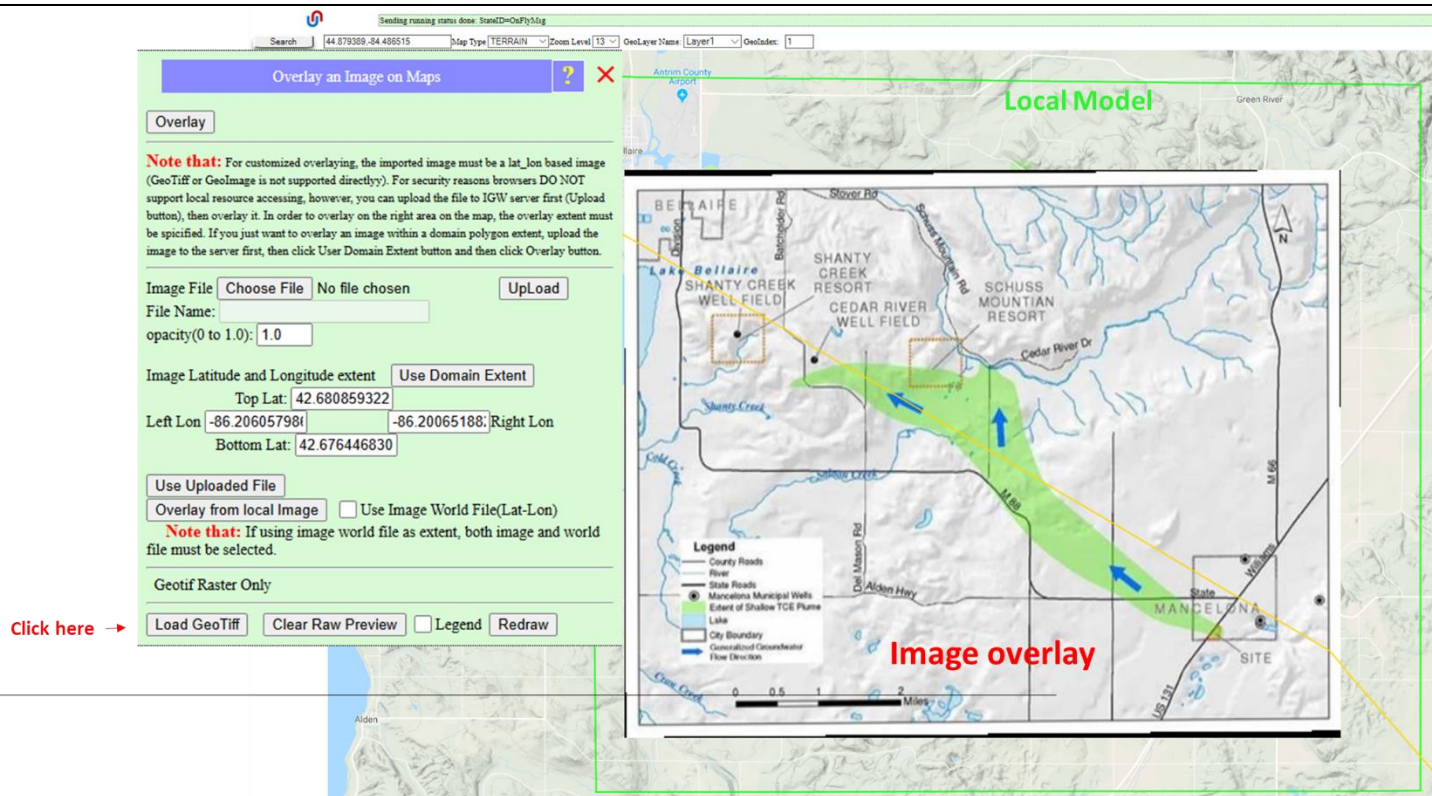 Sending running status done: StateID=OnFlyMsg
Search 44.879389,-84.486515 Map Type TERRAIN Zoom Level 13 GeoLayer Name: Layer1 GeoIndex: 1
Overlay an Image on Maps ?
Overlay
Note that: For customized overlaying, the imported image must be a lat_lon based image
(GeoTiff or GeoImage is not supported directlyy). For security reasons browsers DO NOT
support local resource accessing, however, you can upload the file to IGW server first (Upload
button), then overlay it. In order to overlay on the right area on the map, the overlay extent must
be spicified. If you just want to overlay an image within a domain polygon extent, upload the
image to the server first, then click User Domain Extent button and then click Overlay button.
Image File Choose File No file chosen UpLoad
File Name:
opacity(0 to 1.0): 1.0
Image Latitude and Longitude extent Use Domain Extent
Top Lat: 42.680859322
Left Lon -86.20605798 -86.20065188 Right Lon
Bottom Lat: 42.676446830
Use Uploaded File
Overlay from local Image Use Image World File(Lat-Lon)
Note that: If using image world file as extent, both image and world
file must be selected.
Geotif Raster Only
Click here
Load GeoTiff Clear Raw Preview Legend Redraw
Antrim County
Airport
Local Model
Green River
llaire
BELLAIRE
Division
Batchelder Rd
Stover Rd
Schuss Mountain Rd
N
Lake Bellaire
SHANTY CREEK
WELL FIELD
SHANTY
CREEK
RESORT
CEDAR RIVER
WELL FIELD
SCHUSS
MOUNTIAN
RESORT
Cedar River Dr
Shanty Creek
Cold Creek
M 88
M 66
Del Mason Rd
Alden Hwy
Legend
County Roads
River
State Roads
Mancelona Municipal Wells
Extent of Shallow TCE Plume
Lake
City Boundary
Generalized Groundwater
Flow Direction
Williams
State
MANCELONA
SITE
US 131
Image overlay
0 0.5 1 2
Miles
Alden